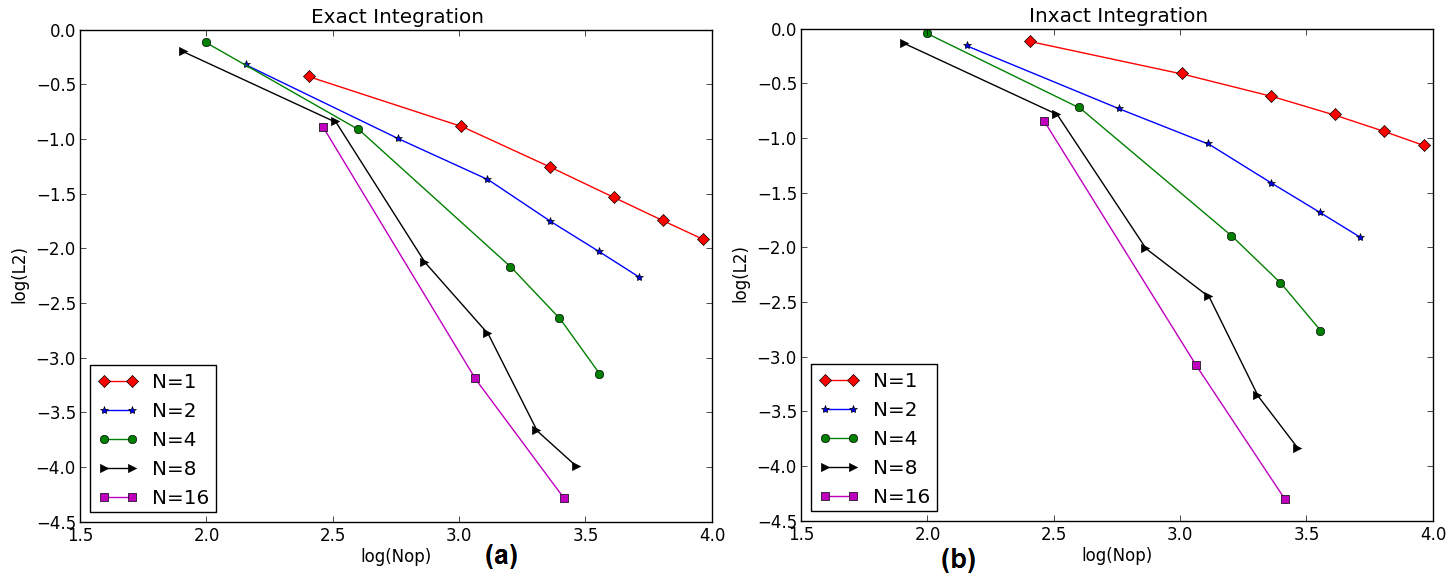 Exact Integration
0.0
−0.5
−1.0
−1.5
−2.0
−2.5
−3.0
−3.5
−4.0
−4.5
log(L2)
N=1
N=2
N=4
N=8
N=16
1.5 2.0 2.5 3.0 3.5 4.0
log(Nop)
(a)
Inxact Integration
0.0
−0.5
−1.0
−1.5
−2.0
−2.5
−3.0
−3.5
−4.0
−4.5
log(L2)
N=1
N=2
N=4
N=8
N=16
1.5 2.0 2.5 3.0 3.5 4.0
log(Nop)
(b)